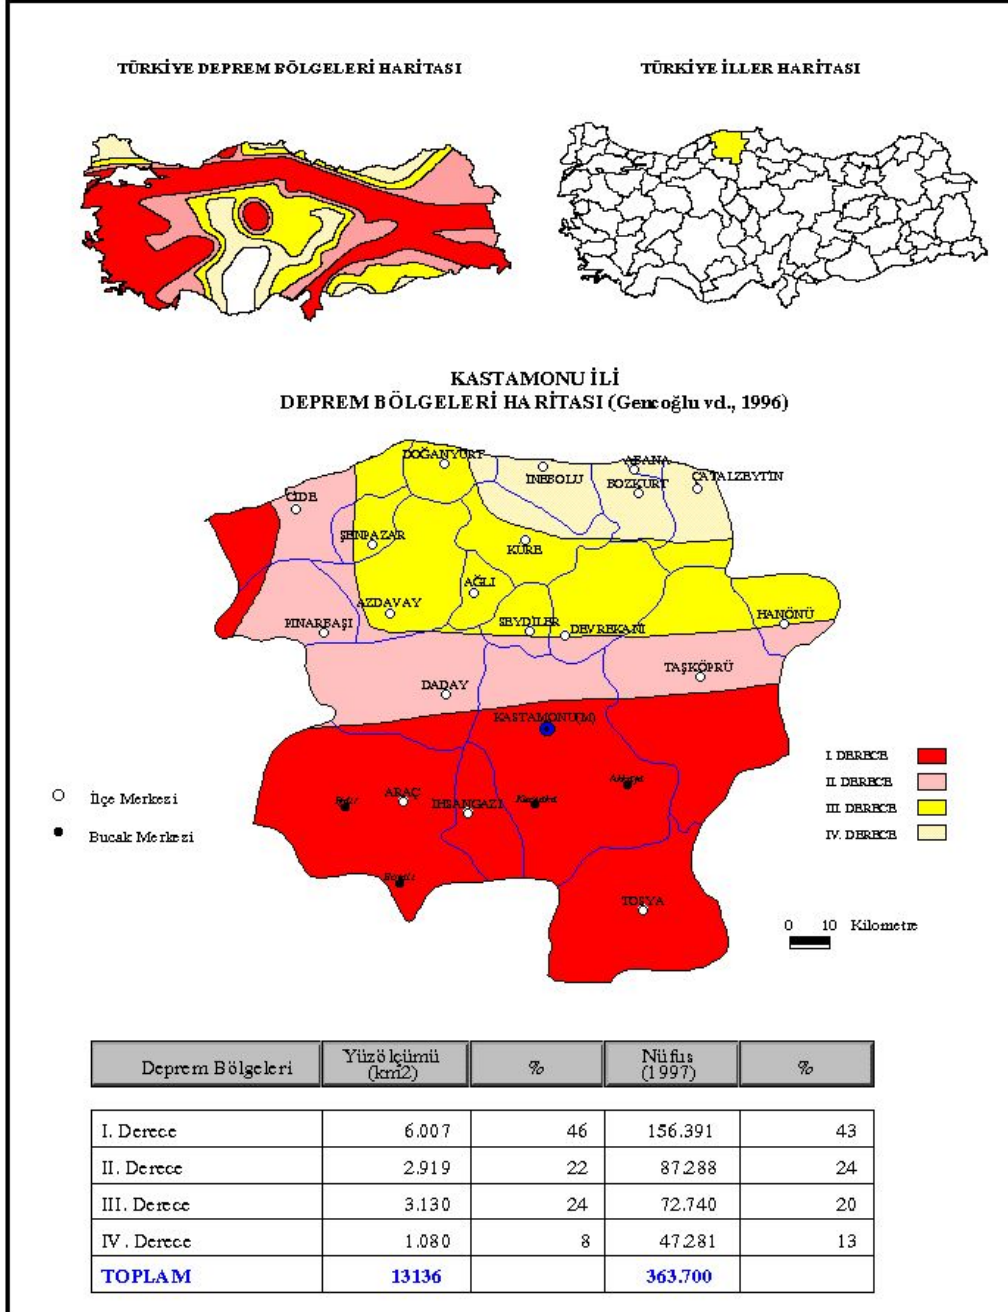 TÜRKİYE DEPREM BÖLGELERİ HARİTASI
TÜRKİYE İLLER HARİTASI
KASTAMONU İLİ
DEPREM BÖLGELERİ HARİTASI (Gencoğlu vd., 1996)
DOĞANYURT
İNEBOLU
ABANA
BOZKURT
ÇATALZEYTİN
CİDE
ŞENPAZAR
KÜRE
AĞLI
AZDAVAY
PINARBAŞI
SEYDİLER
DEVREKANI
HANÖNÜ
TAŞKÖPRÜ
DADAY
KASTAMONU(M)
ARAÇ
İHSANGAZİ
TOSYA
I. DERECE
II. DERECE
III. DERECE
IV. DERECE
İlçe Merkezi
Bucak Merkezi
0 10 Kilometre
Deprem Bölgeleri Yüzölçümü (km2) % Nüfus (1997) %
I. Derece 6.007 46 156.391 43
II. Derece 2.919 22 87.288 24
III. Derece 3.130 24 72.740 20
IV. Derece 1.080 8 47.281 13
TOPLAM 13136 363.700